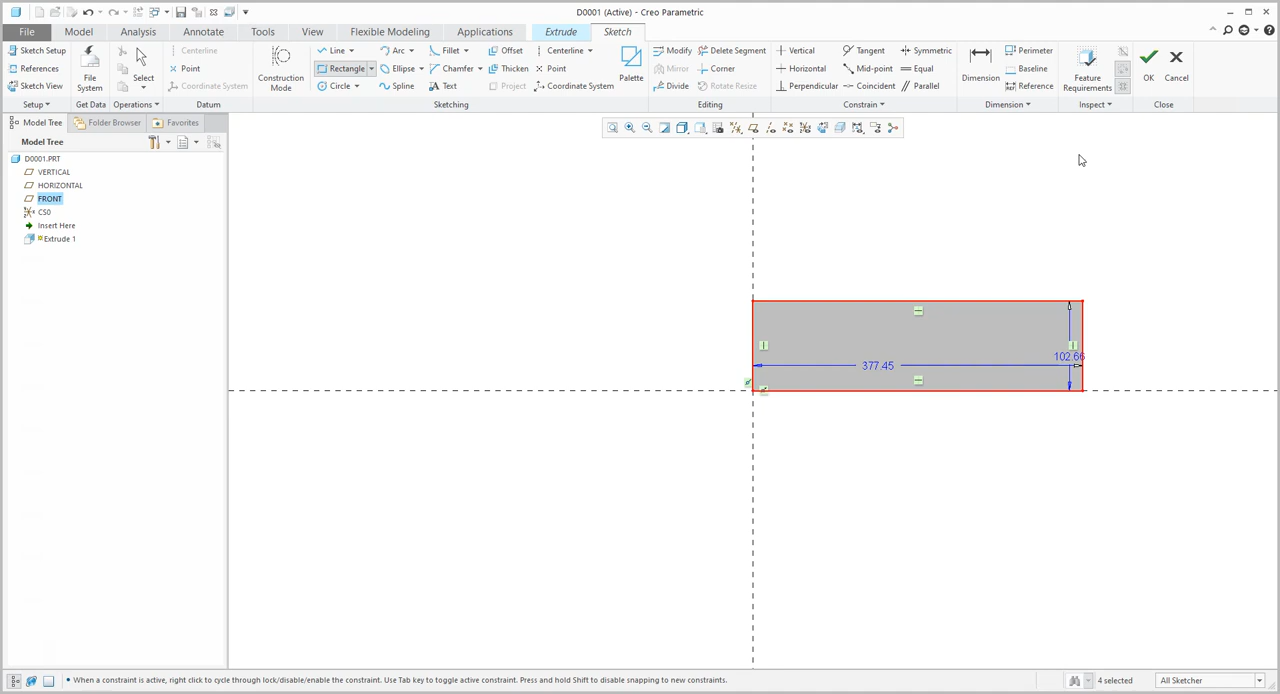 D0001 (Active) - Creo Parametric
File Model Analysis Annotate Tools View Flexible Modeling Applications Extrude Sketch
Sketch Setup
References
Sketch View
Setup
File System
Get Data
Select
Operations
Centerline
Point
Coordinate System
Datum
Construction Mode
Line Arc Fillet Offset Centerline
Rectangle Ellipse Chamfer Thicken Point
Circle Spline Text Project Coordinate System
Palette
Sketching
Modify Delete Segment
Mirror Corner
Divide Rotate Resize
Editing
Vertical Tangent Symmetric
Horizontal Mid-point Equal
Perpendicular Coincident Parallel
Constrain
Dimension
Perimeter
Baseline
Reference
Dimension
Feature Requirements
Inspect
OK
Cancel
Close
Model Tree Folder Browser Favorites
Model Tree
D0001.PRT
VERTICAL
HORIZONTAL
FRONT
CS0
Insert Here
Extrude 1
102.66
377.45
• When a constraint is active, right click to cycle through lock/disable/enable the constraint. Use Tab key to toggle active constraint. Press and hold Shift to disable snapping to new constraints.
4 selected
All Sketcher